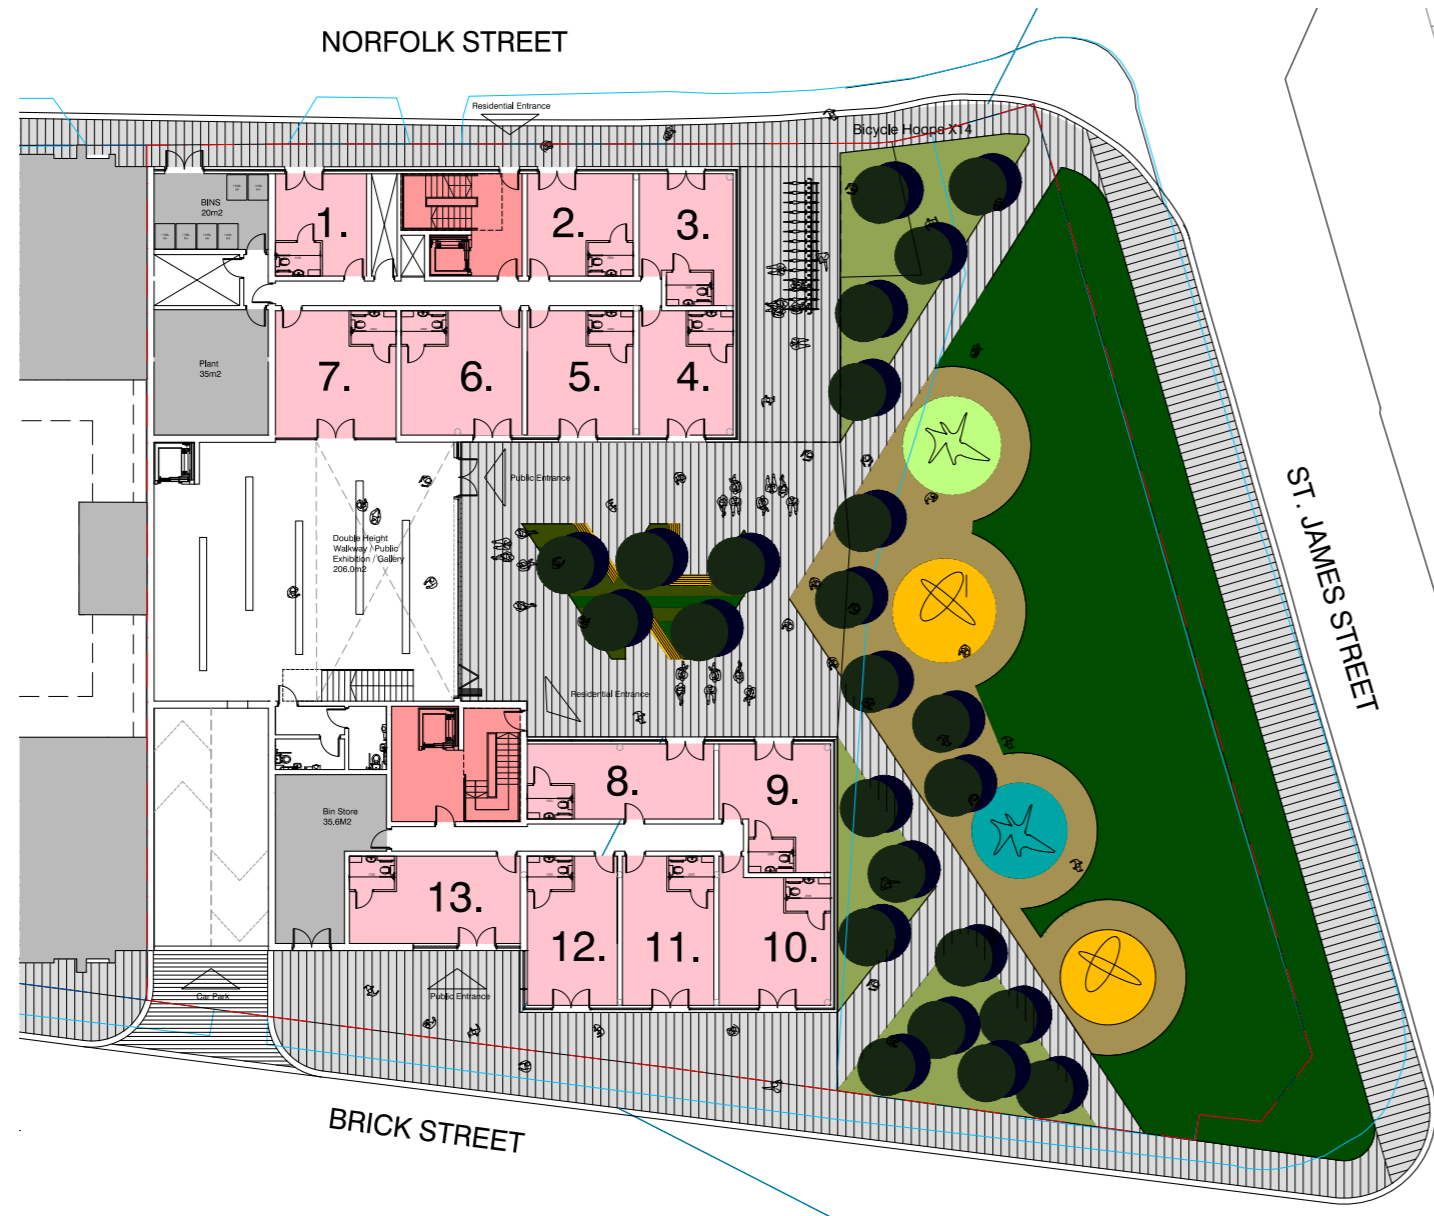 NORFOLK STREET
Residential Entrance
Bicycle Hoops X14
BINS
20m2
1.
2.
3.
Plant
35m2
7.
6.
5.
4.
Public Entrance
Double Height
Walkway / Public
Exhibition / Gallery
206.0m2
ST. JAMES STREET
Residential Entrance
8.
9.
Bin Store
35.6M2
13.
12.
11.
10.
Car Park
Public Entrance
BRICK STREET